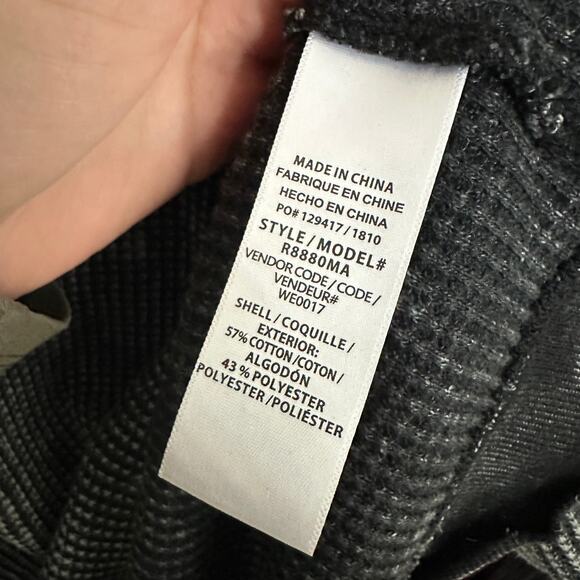 MADE IN CHINA
FABRIQUE EN CHINE
HECHO EN CHINA
PO# 129417 / 1810
STYLE / MODEL#
R8880MA
VENDOR CODE / CODE /
VENDEUR#
WE0017
SHELL / COQUILLE /
EXTERIOR:
57% COTTON / COTON /
ALGODÓN
43 % POLYESTER
POLYESTER / POLIÉSTER